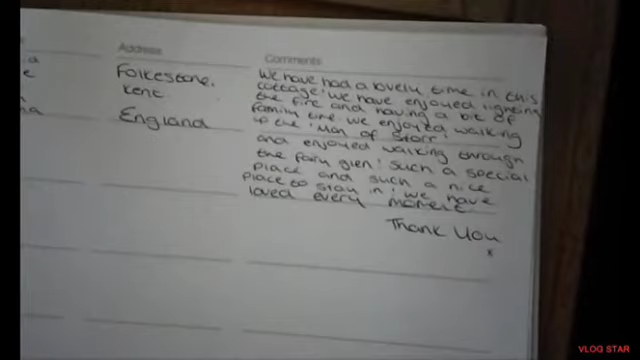 Address
Comments
Folkestone.
Kent
England
We have had a lovely time in this
cottage! we have enjoyed lighting
the fire and having a bit of
family time. we enjoyed walking
up the 'Man of Storr'
and enjoyed walking through
the fairy glen! Such a special
place and such a nice
place to stay in! we have
loved every moment
Thank You
x
VLOG STAR